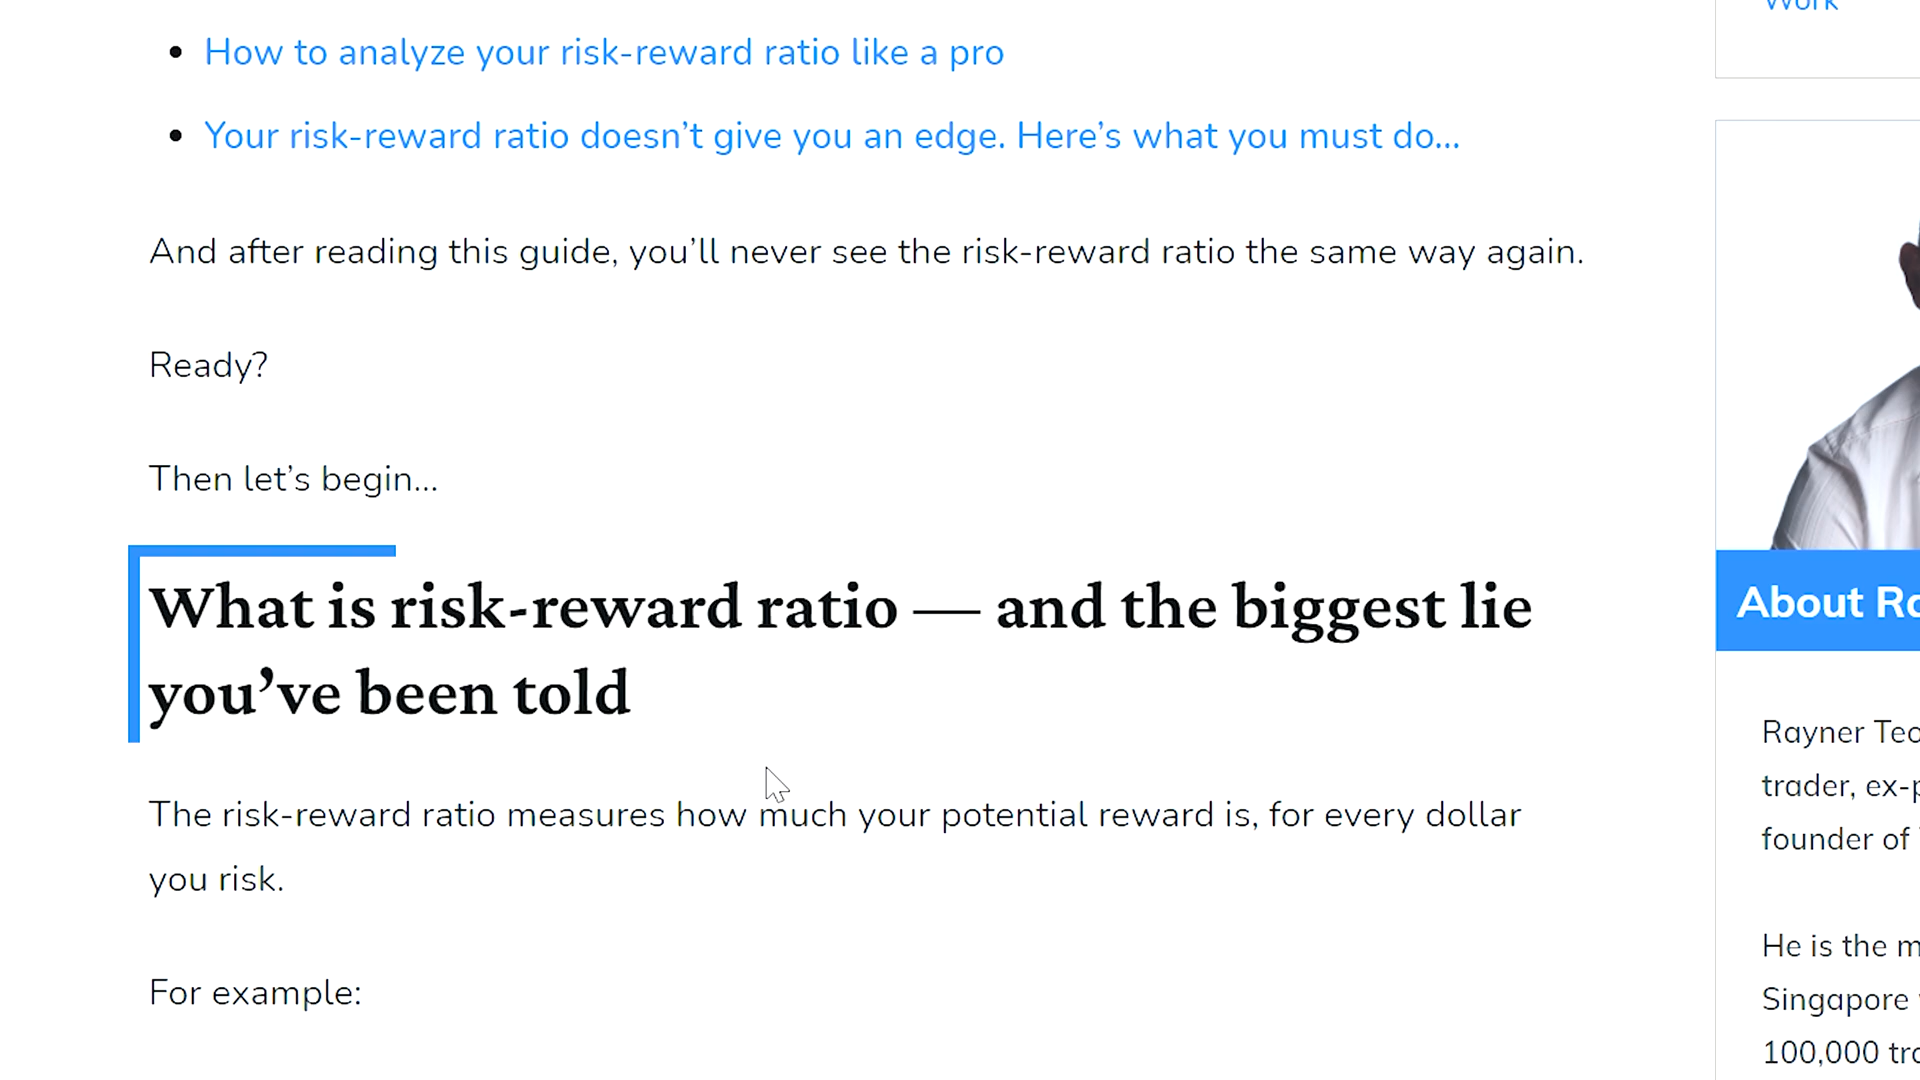 Work
How to analyze your risk-reward ratio like a pro
Your risk-reward ratio doesn’t give you an edge. Here’s what you must do…
And after reading this guide, you’ll never see the risk-reward ratio the same way again.
Ready?
Then let’s begin…
What is risk-reward ratio — and the biggest lie
you’ve been told
The risk-reward ratio measures how much your potential reward is, for every dollar
you risk.
For example:
About
Rayner
trader,
founder of
He is the
Singapore
100,000